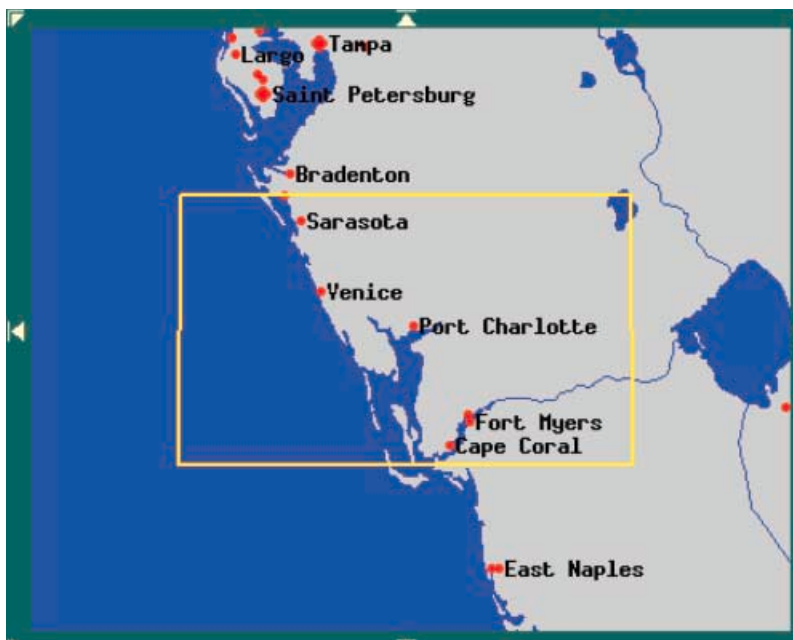 Tampa
Largo
Saint Petersburg
Bradenton
Sarasota
Venice
Port Charlotte
Fort Myers
Cape Coral
East Naples